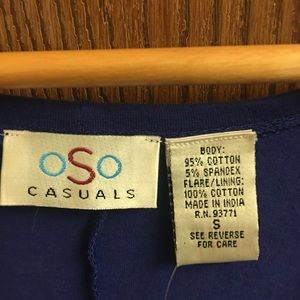 oSo
CASUALS
BODY:
95% COTTON
5% SPANDEX
FLARE/LINING:
100% COTTON
MADE IN INDIA
R.N. 93771
S
SEE REVERSE
FOR CARE